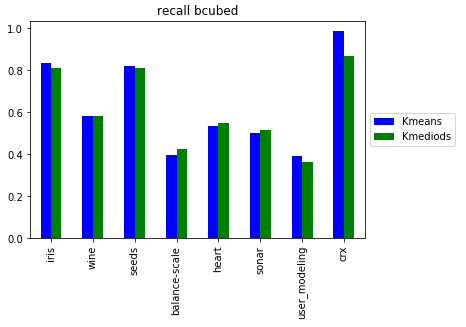 recall bcubed
1.0
0.8
0.6
0.4
0.2
0.0
iris
wine
seeds
balance-scale
heart
sonar
user_modeling
crx
Kmeans
Kmediods